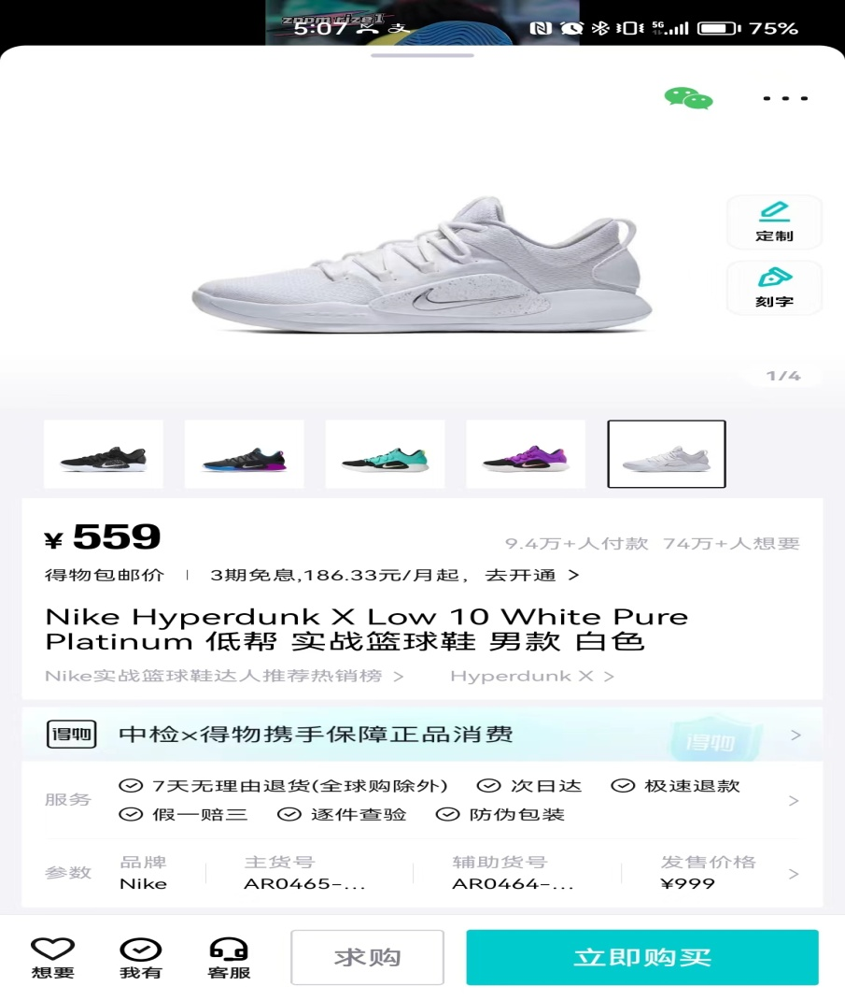 5:07
5G
75%
定制
刻字
1/4
¥ 559
9.4万+人付款 74万+人想要
得物包邮价 | 3期免息,186.33元/月起，去开通 >
Nike Hyperdunk X Low 10 White Pure
Platinum 低帮 实战篮球鞋 男款 白色
Nike实战篮球鞋达人推荐热销榜 > Hyperdunk X >
得物 中检×得物携手保障正品消费 得物 >
服务 7天无理由退货(全球购除外) 次日达 极速退款 >
假一赔三 逐件查验 防伪包装
参数 品牌 主货号 辅助货号 发售价格 >
Nike AR0465-... AR0464-... ¥999
想要 我有 客服 求购 立即购买